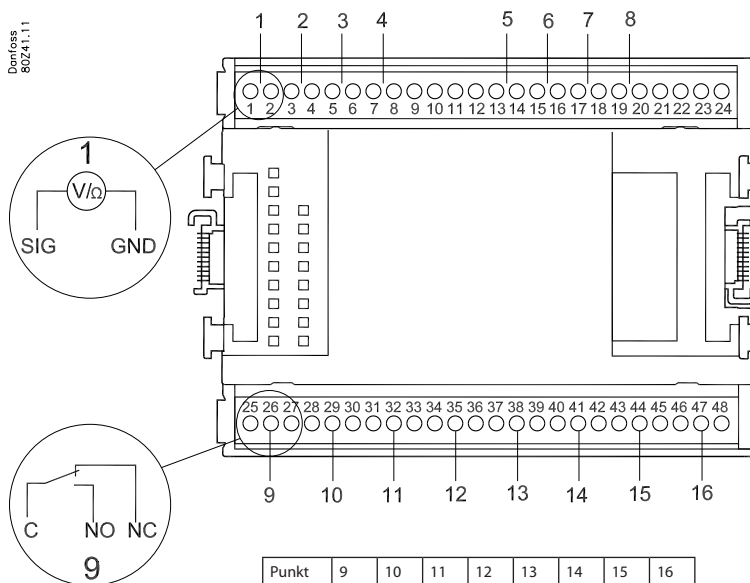 Danfoss
80Z41.11
1 2 3 4 5 6 7 8
1 2 3 4 5 6 7 8 9 10 11 12 13 14 15 16 17 18 19 20 21 22 23 24
1
V/Ω
SIG GND
25 26 27 28 29 30 31 32 33 34 35 36 37 38 39 40 41 42 43 44 45 46 47 48
9 10 11 12 13 14 15 16
C NO NC
9
Punkt 9 10 11 12 13 14 15 16